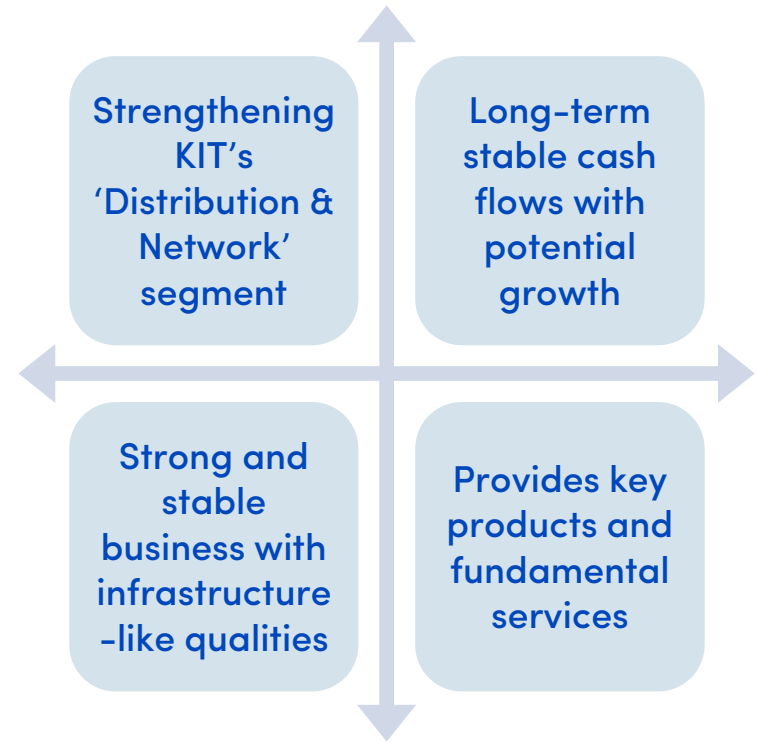 Strengthening
KIT’s
‘Distribution &
Network’
segment
Long-term
stable cash
flows with
potential
growth
Strong and
stable
business with
infrastructure
-like qualities
Provides key
products and
fundamental
services